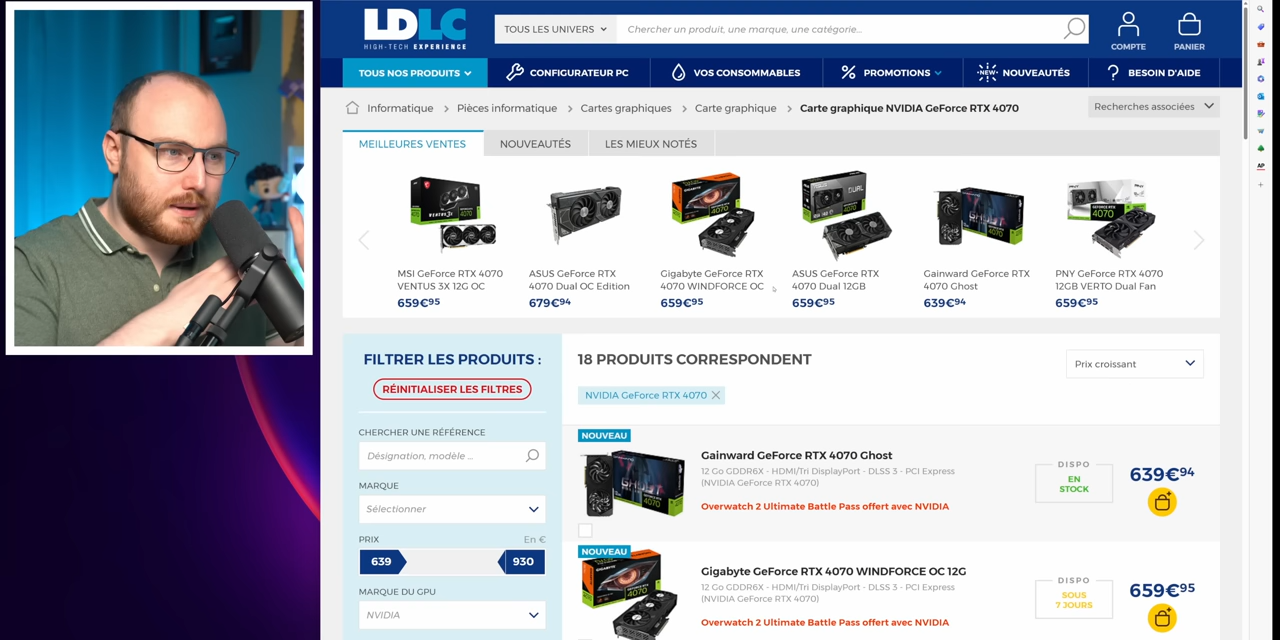 LDLC
HIGH-TECH EXPERIENCE
TOUS LES UNIVERS
Chercher un produit, une marque, une catégorie...
COMPTE
PANIER
TOUS NOS PRODUITS
CONFIGURATEUR PC
VOS CONSOMMABLES
PROMOTIONS
NEW
NOUVEAUTÉS
BESOIN D'AIDE
Informatique
Pièces informatique
Cartes graphiques
Carte graphique
Carte graphique NVIDIA GeForce RTX 4070
Recherches associées
MEILLEURES VENTES
NOUVEAUTÉS
LES MIEUX NOTÉS
MSI GeForce RTX 4070
VENTUS 3X 12G OC
659€95
ASUS GeForce RTX
4070 Dual OC Edition
679€94
Gigabyte GeForce RTX
4070 WINDFORCE OC
659€95
ASUS GeForce RTX
4070 Dual 12GB
659€95
Gainward GeForce RTX
4070 Ghost
639€94
PNY GeForce RTX 4070
12GB VERTO Dual Fan
659€95
FILTRER LES PRODUITS :
RÉINITIALISER LES FILTRES
CHERCHER UNE RÉFÉRENCE
Désignation, modèle ...
MARQUE
Sélectionner
PRIX
En €
639
930
MARQUE DU GPU
NVIDIA
18 PRODUITS CORRESPONDENT
Prix croissant
NVIDIA GeForce RTX 4070
NOUVEAU
Gainward GeForce RTX 4070 Ghost
12 Go GDDR6X - HDMI/Tri DisplayPort - DLSS 3 - PCI Express
(NVIDIA GeForce RTX 4070)
Overwatch 2 Ultimate Battle Pass offert avec NVIDIA
DISPO
EN
STOCK
639€94
NOUVEAU
Gigabyte GeForce RTX 4070 WINDFORCE OC 12G
12 Go GDDR6X - HDMI/Tri DisplayPort - DLSS 3 - PCI Express
(NVIDIA GeForce RTX 4070)
Overwatch 2 Ultimate Battle Pass offert avec NVIDIA
DISPO
SOUS
7 JOURS
659€95